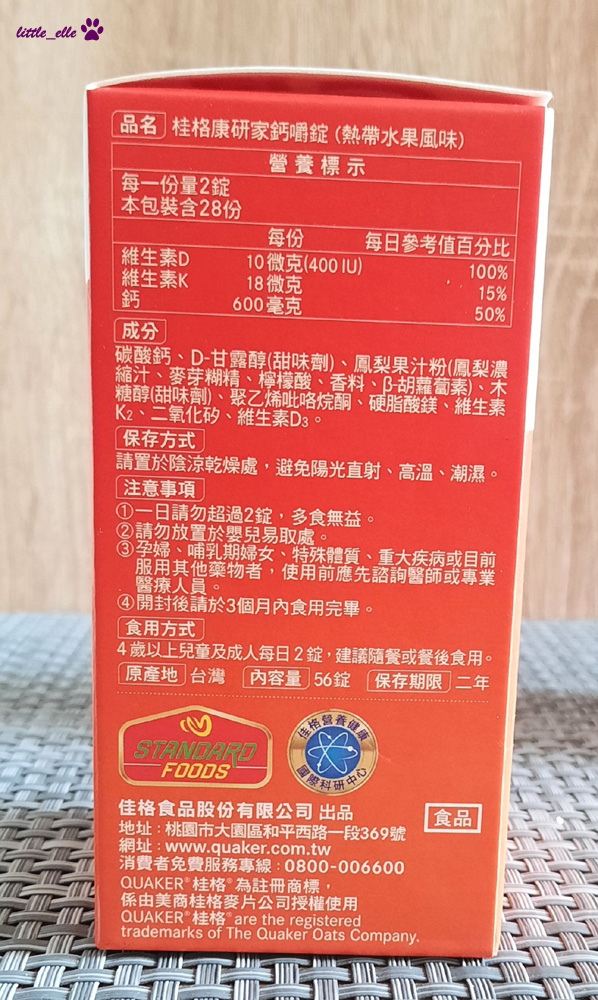 little_elle
品名 桂格康研家鈣嚼錠 (熱帶水果風味)
營養標示
每一份量2錠
本包裝含28份
每份 每日參考值百分比
維生素D 10微克(400 IU) 100%
維生素K 18微克 15%
鈣 600毫克 50%
成分
碳酸鈣、D-甘露醇(甜味劑)、鳳梨果汁粉(鳳梨濃
縮汁、麥芽糊精、檸檬酸、香料、β-胡蘿蔔素)、木
糖醇(甜味劑)、聚乙烯吡咯烷酮、硬脂酸鎂、維生素
K2、二氧化矽、維生素D3。
保存方式
請置於陰涼乾燥處，避免陽光直射、高溫、潮濕。
注意事項
①一日請勿超過2錠，多食無益。
②請勿放置於嬰兒易取處。
③孕婦、哺乳期婦女、特殊體質、重大疾病或目前
服用其他藥物者，使用前應先諮詢醫師或專業
醫療人員。
④開封後請於3個月內食用完畢。
食用方式
4歲以上兒童及成人每日2錠，建議隨餐或餐後食用。
原產地 台灣 內容量 56錠 保存期限 二年
STANDARD
FOODS
佳格營養健康
國際科研中心
佳格食品股份有限公司 出品
食品
地址：桃園市大園區和平西路一段369號
網址：www.quaker.com.tw
消費者免費服務專線：0800-006600
QUAKER®桂格®為註冊商標，
係由美商桂格麥片公司授權使用
QUAKER®桂格®are the registered
trademarks of The Quaker Oats Company.